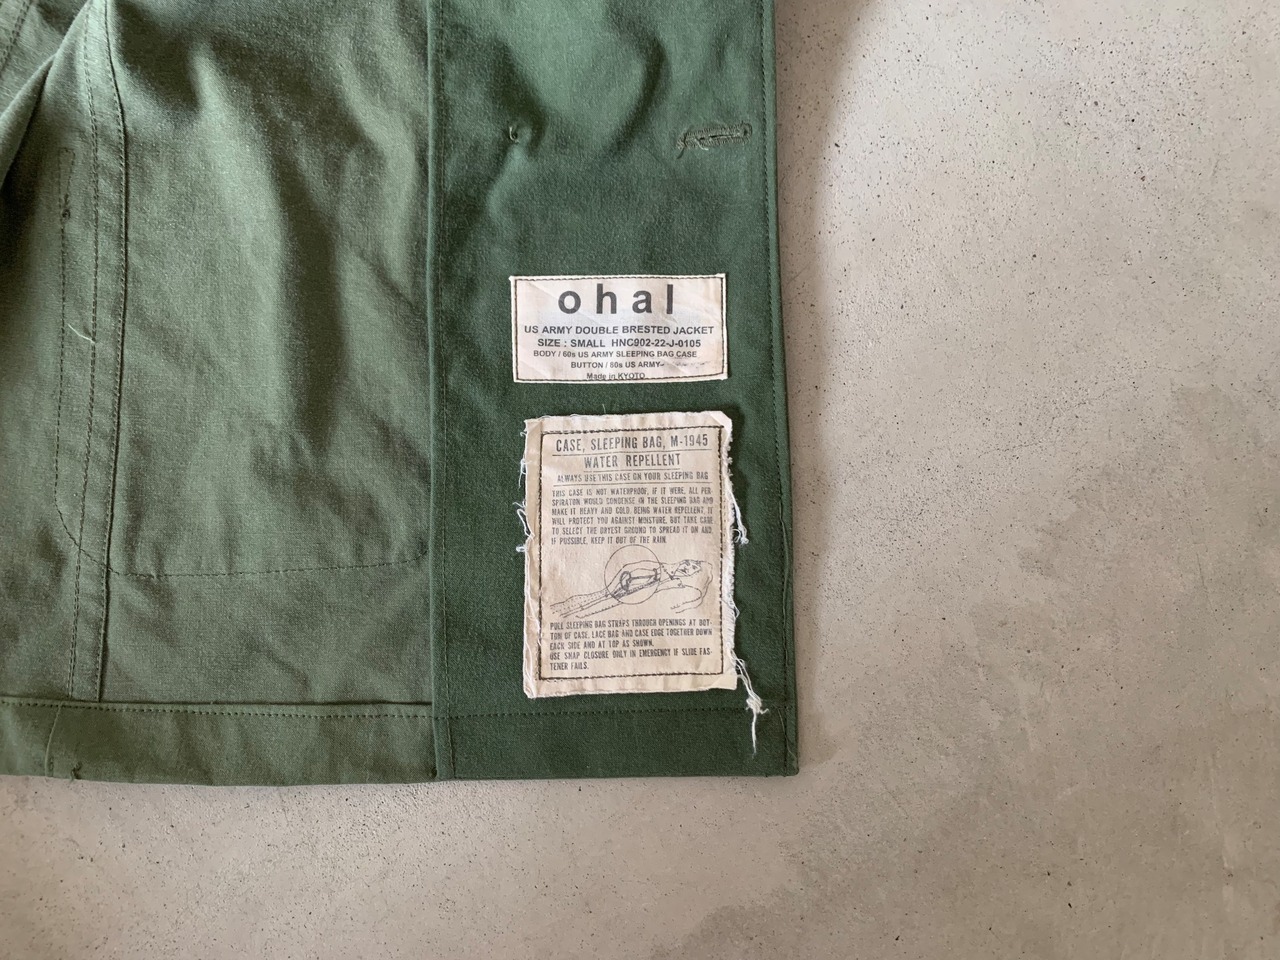 ohal
US ARMY DOUBLE BRESTED JACKET
SIZE : SMALL HNC902-22-J-0105
BODY / 60s US ARMY SLEEPING BAG CASE
BUTTON / 80s US ARMY
Made in KYOTO
CASE, SLEEPING BAG, M-1945
WATER REPELLENT
ALWAYS USE THIS CASE ON YOUR SLEEPING BAG
THIS CASE IS NOT WATERPROOF, IF IT WERE, ALL PER
SPIRATION WOULD CONDENSE IN THE SLEEPING BAG AND
MAKE IT HEAVY AND COLD. BEING WATER REPELLENT, IT
WILL PROTECT YOU AGAINST MOISTURE, BUT TAKE CARE
TO SELECT THE DRYEST GROUND TO SPREAD IT ON AND,
IF POSSIBLE, KEEP IT OUT OF THE RAIN.
PULL SLEEPING BAG STRAPS THROUGH OPENINGS AT BOT-
TOM OF CASE, LACE BAG AND CASE EDGE TOGETHER DOWN
EACH SIDE AND AT TOP AS SHOWN.
USE SNAP CLOSURE ONLY IN EMERGENCY IF SLIDE FAS-
TENER FAILS.